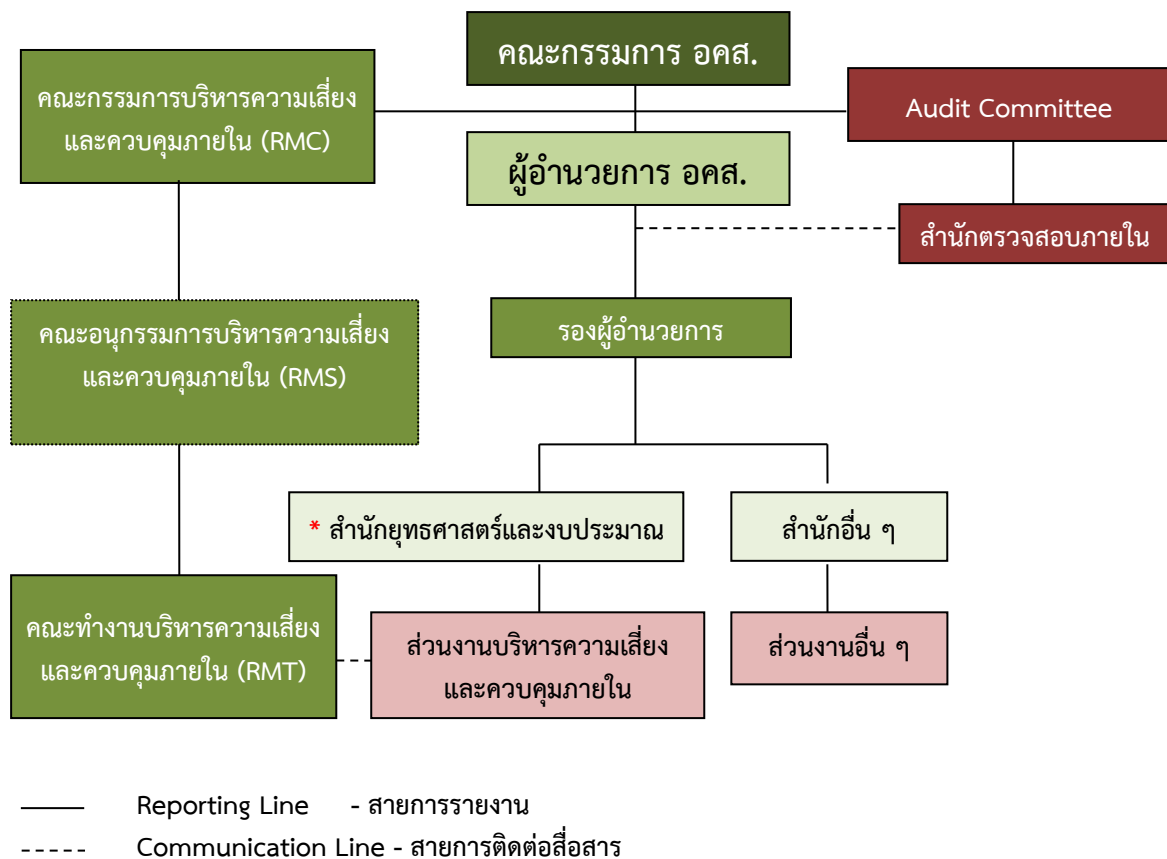 คณะกรรมการ อคส.
คณะกรรมการบริหารความเสี่ยง
และควบคุมภายใน (RMC)
Audit Committee
ผู้อำนวยการ อคส.
สำนักตรวจสอบภายใน
คณะอนุกรรมการบริหารความเสี่ยง
และควบคุมภายใน (RMS)
รองผู้อำนวยการ
* สำนักยุทธศาสตร์และงบประมาณ
สำนักอื่น ๆ
คณะทำงานบริหารความเสี่ยง
และควบคุมภายใน (RMT)
ส่วนงานบริหารความเสี่ยง
และควบคุมภายใน
ส่วนงานอื่น ๆ
Reporting Line - สายการรายงาน
Communication Line - สายการติดต่อสื่อสาร